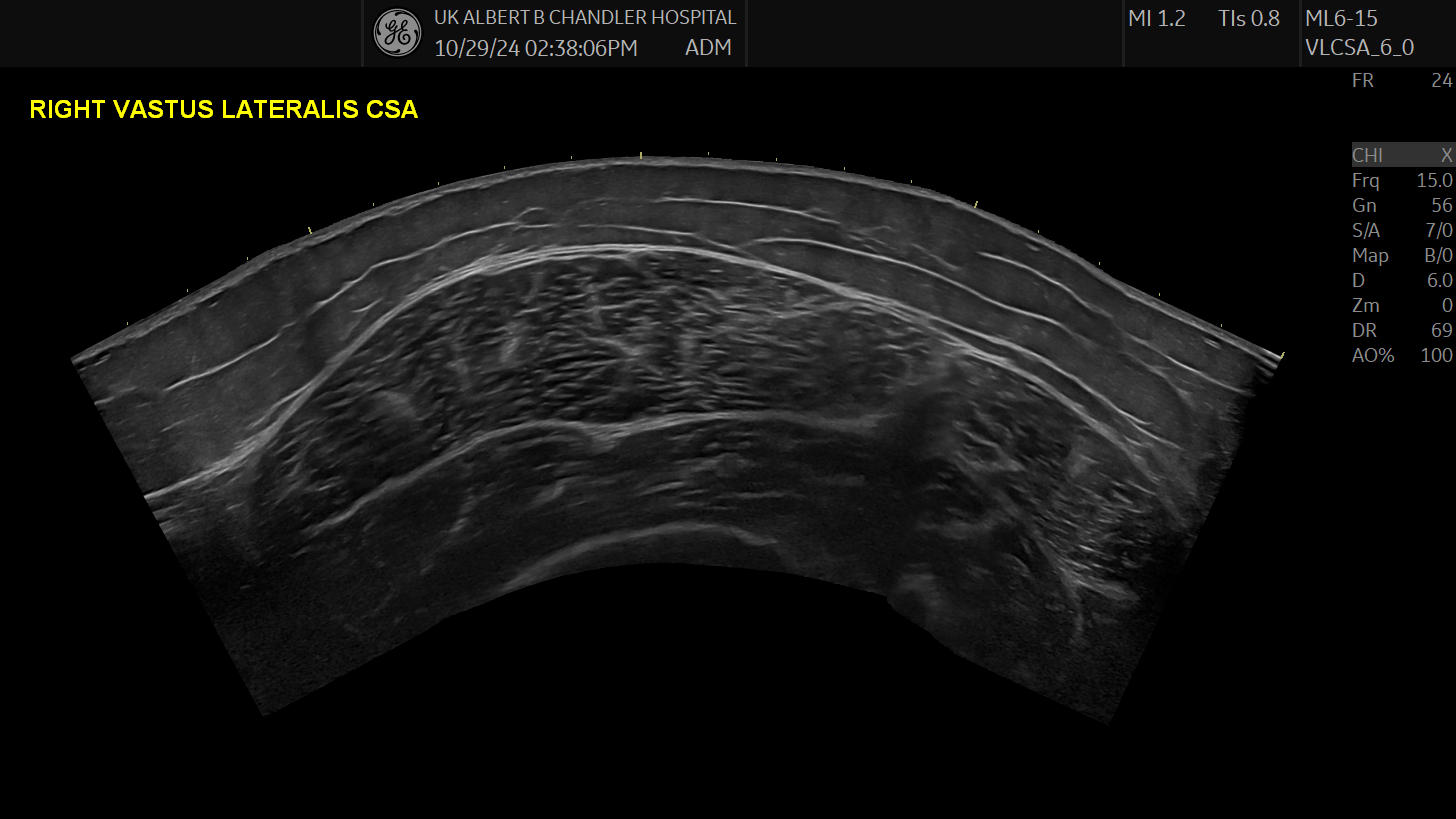 UK ALBERT B CHANDLER HOSPITAL
10/29/24 02:38:06PM ADM
MI 1.2 TIs 0.8
ML6-15
VLCSA_6_0
RIGHT VASTUS LATERALIS CSA
FR 24
CHI X
Frq 15.0
Gn 56
S/A 7/0
Map B/0
D 6.0
Zm 0
DR 69
AO% 100